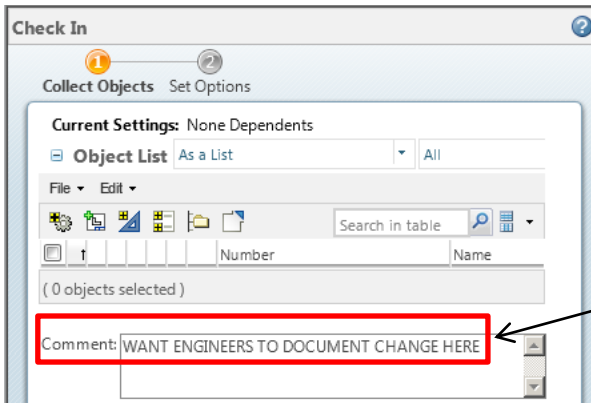 Check In
1 2
Collect Objects Set Options
Current Settings: None Dependents
Object List As a List All
File Edit
Search in table
Number Name
( 0 objects selected )
Comment: WANT ENGINEERS TO DOCUMENT CHANGE HERE